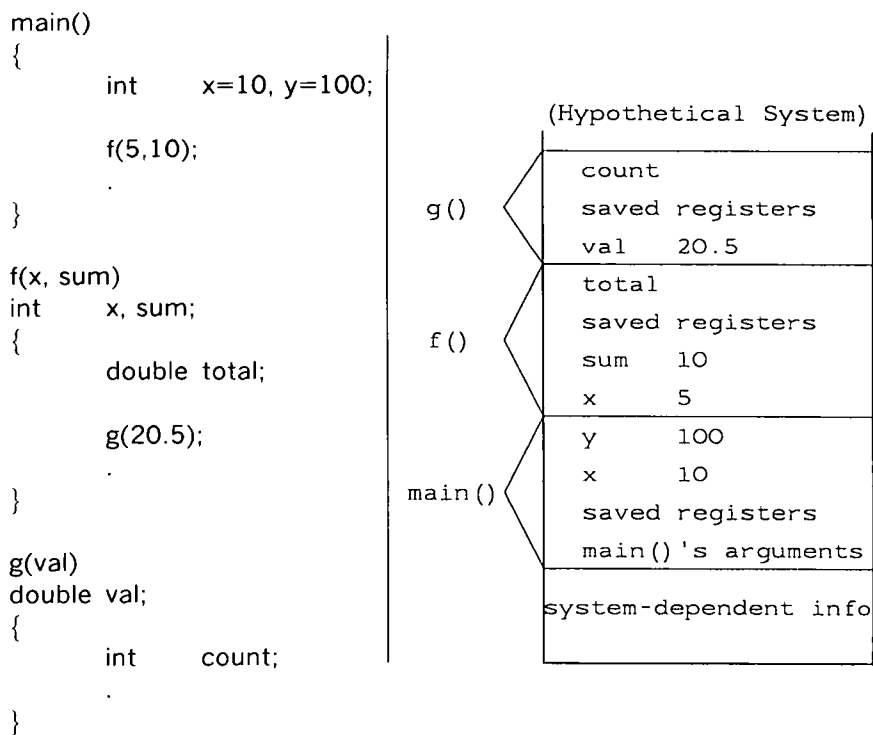 main()
{
int x=10, y=100;
f(5,10);
.
}
f(x, sum)
int x, sum;
{
double total;
g(20.5);
.
}
g(val)
double val;
{
int count;
.
}
(Hypothetical System)
g()
count
saved registers
val 20.5
f()
total
saved registers
sum 10
x 5
main()
y 100
x 10
saved registers
main()'s arguments
system-dependent info